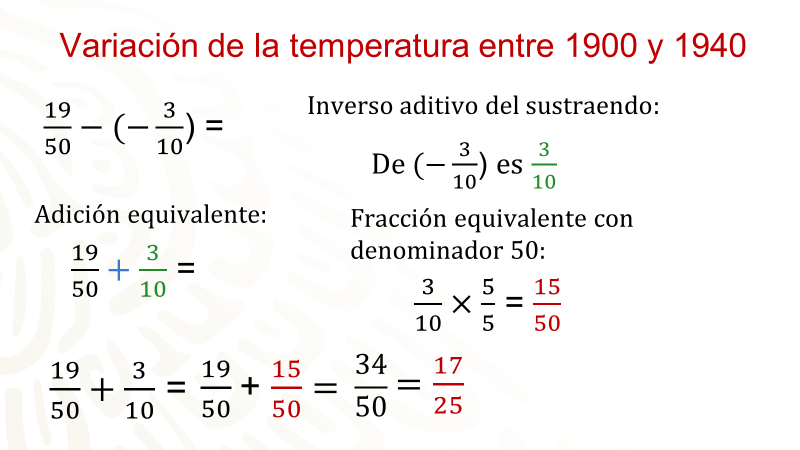 Variación de la temperatura entre 1900 y 1940
19/50 − (− 3/10) =
Inverso aditivo del sustraendo:
De (− 3/10) es 3/10
Adición equivalente:
19/50 + 3/10 =
Fracción equivalente con
denominador 50:
3/10 × 5/5 = 15/50
19/50 + 3/10 = 19/50 + 15/50 = 34/50 = 17/25